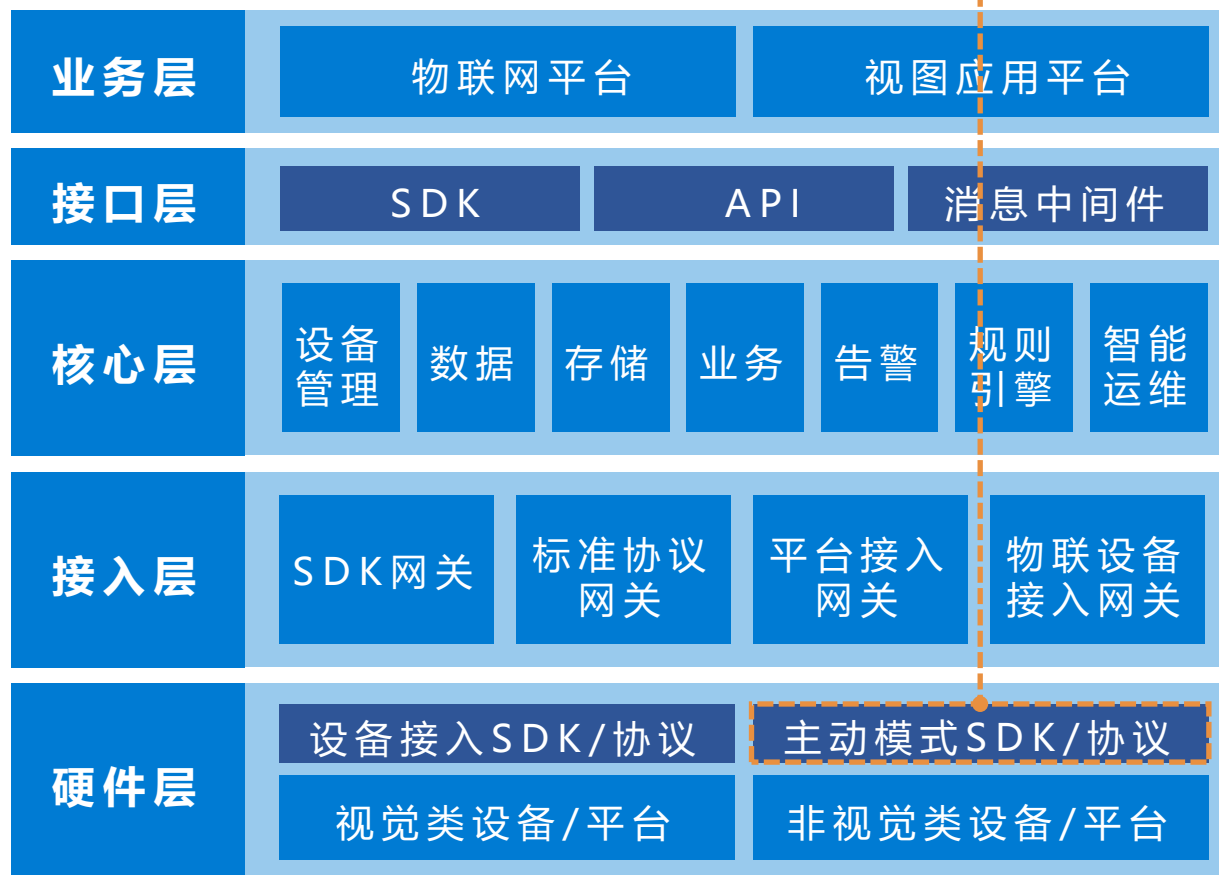 业务层
物联网平台
视图应用平台
接口层
SDK
API
消息中间件
核心层
设备
管理
数据
存储
业务
告警
规则
引擎
智能
运维
接入层
SDK网关
标准协议
网关
平台接入
网关
物联设备
接入网关
硬件层
设备接入SDK/协议
主动模式SDK/协议
视觉类设备/平台
非视觉类设备/平台